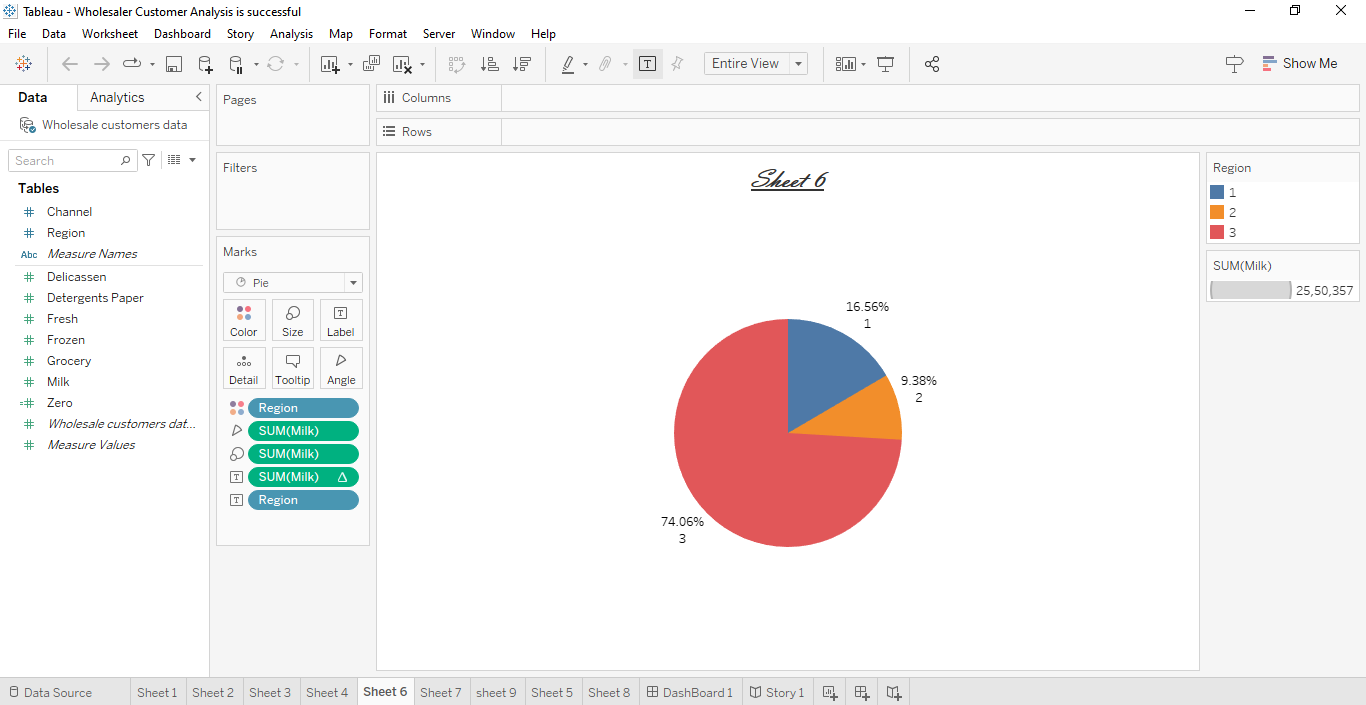 Tableau - Wholesaler Customer Analysis is successful
File Data Worksheet Dashboard Story Analysis Map Format Server Window Help
Entire View
Show Me
Data Analytics
Wholesale customers data
Search
Tables
Channel
Region
Abc Measure Names
Delicassen
Detergents Paper
Fresh
Frozen
Grocery
Milk
Zero
Wholesale customers dat...
Measure Values
Pages
Filters
Marks
Pie
Color Size Label
Detail Tooltip Angle
Region
SUM(Milk)
SUM(Milk)
SUM(Milk)
Region
Columns
Rows
Sheet 6
16.56%
1
9.38%
2
74.06%
3
Region
1
2
3
SUM(Milk)
25,50,357
Data Source Sheet 1 Sheet 2 Sheet 3 Sheet 4 Sheet 6 Sheet 7 sheet 9 Sheet 5 Sheet 8 DashBoard 1 Story 1